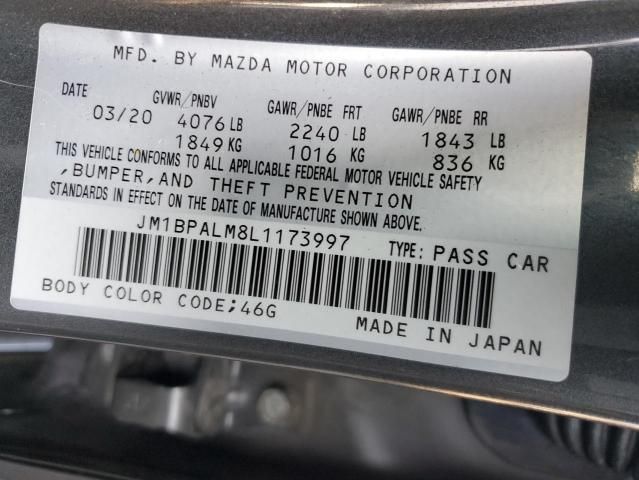 MFD. BY MAZDA MOTOR CORPORATION
DATE GVWR/PNBV GAWR/PNBE FRT GAWR/PNBE RR
03/20 4076 LB 2240 LB 1843 LB
1849 KG 1016 KG 836 KG
THIS VEHICLE CONFORMS TO ALL APPLICABLE FEDERAL MOTOR VEHICLE SAFETY
,BUMPER,AND THEFT PREVENTION
STANDARDS IN EFFECT ON THE DATE OF MANUFACTURE SHOWN ABOVE.
JM1BPALM8L1173997 TYPE: PASS CAR
BODY COLOR CODE;46G
MADE IN JAPAN